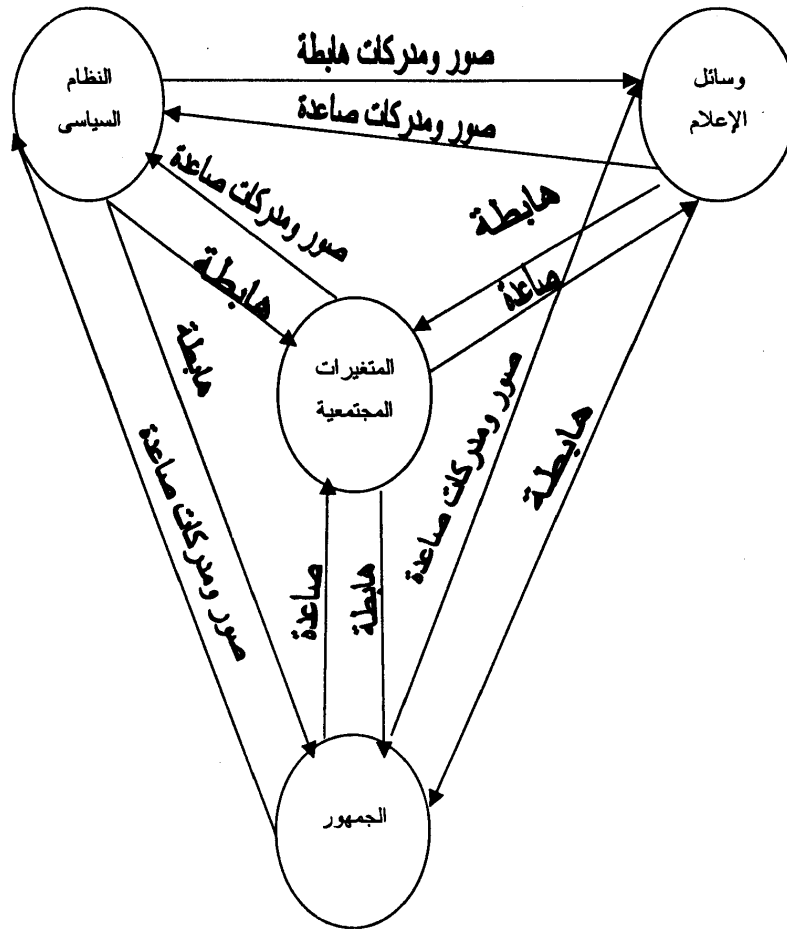 النظام
السياسى
وسائل
الإعلام
صور ومدركات هابطة
صور ومدركات صاعدة
صور ومدركات صاعدة
هابطة
هابطة
صاعدة
المتغيرات
المجتمعية
هابطة
صور ومدركات صاعدة
صور ومدركات صاعدة
هابطة
صاعدة
هابطة
الجمهور